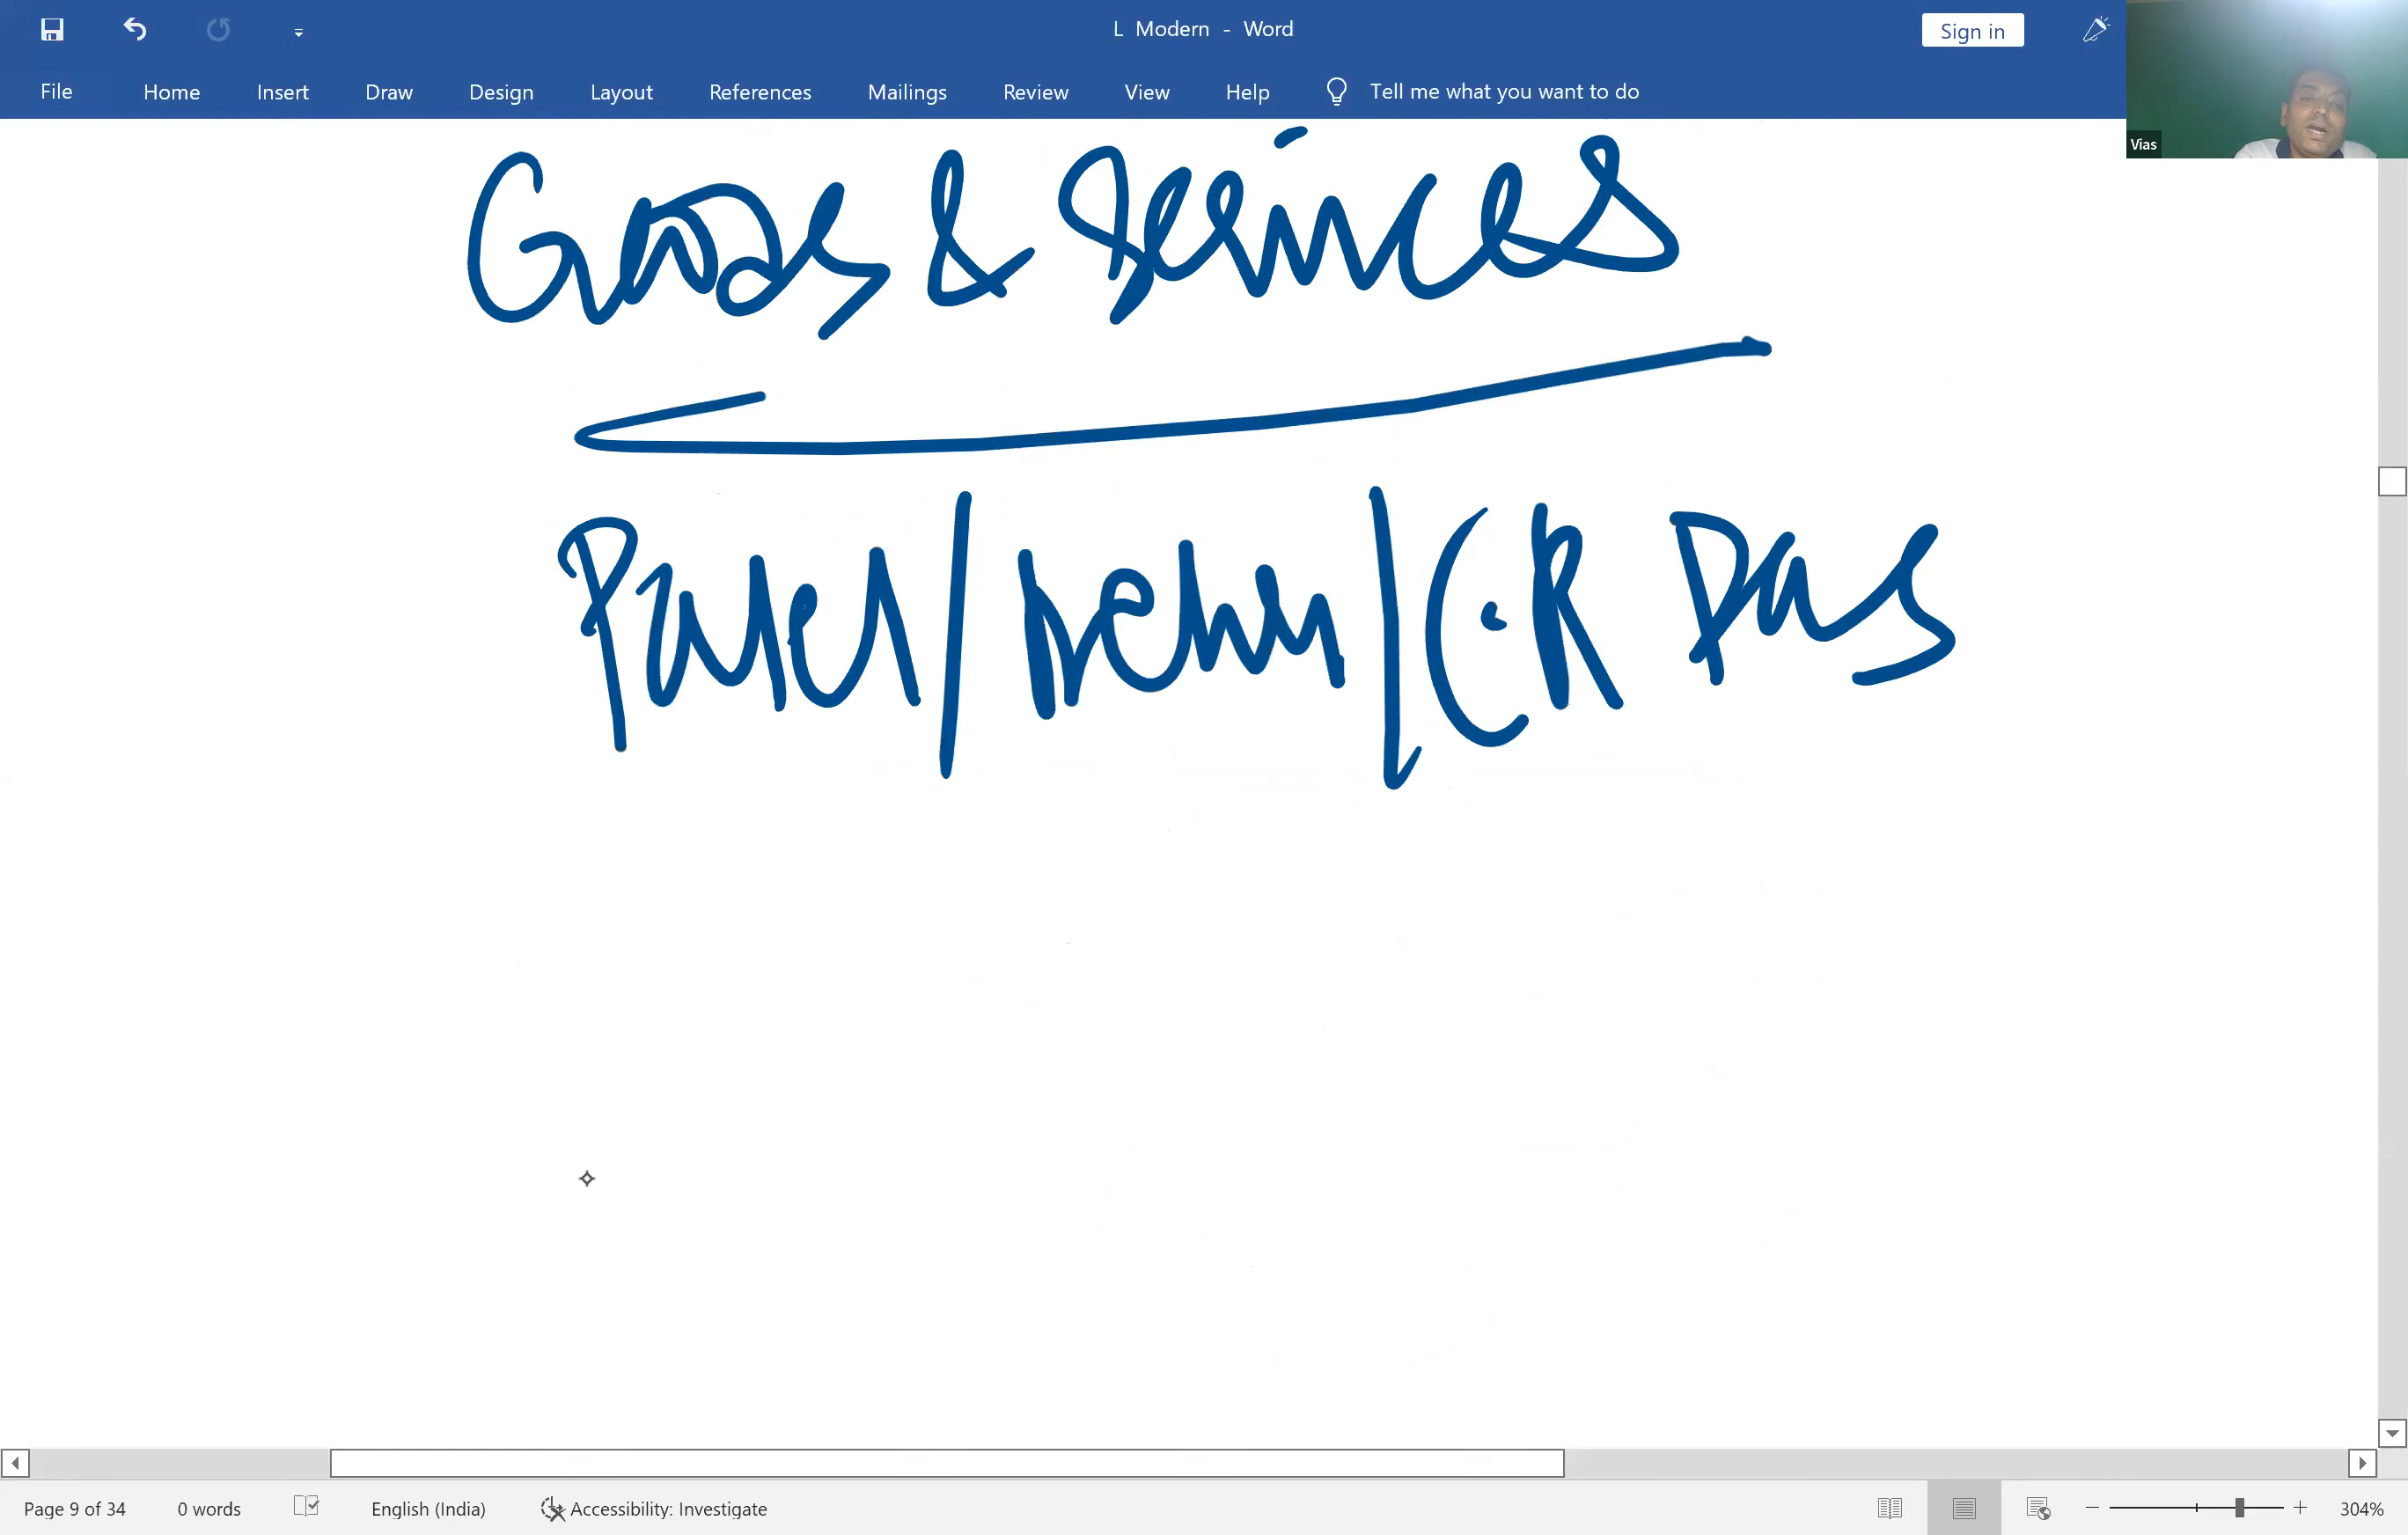 L Modern - Word
Sign in
File Home Insert Draw Design Layout References Mailings Review View Help Tell me what you want to do
Vias
Goods & Services
Patel / Nehru / C.R Das
Page 9 of 34 0 words English (India) Accessibility: Investigate 304%